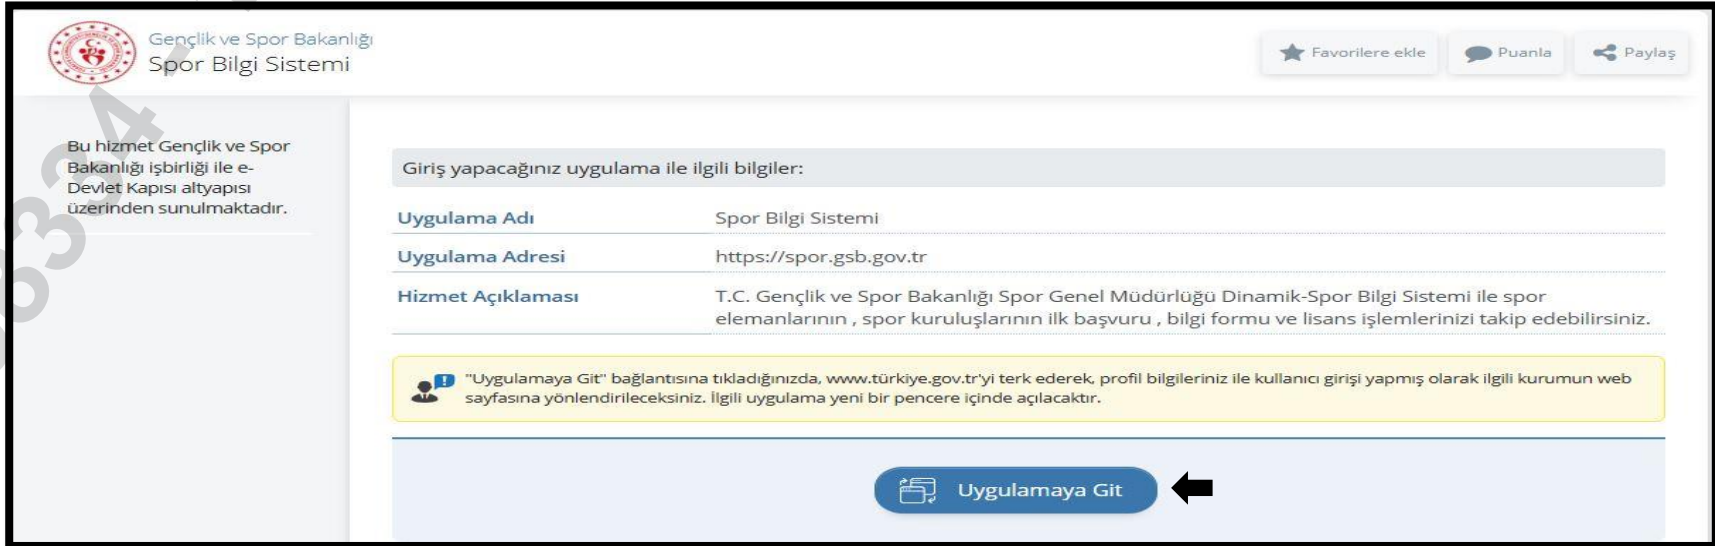 Gençlik ve Spor Bakanlığı
Spor Bilgi Sistemi
Favorilere ekle
Puanla
Paylaş
Bu hizmet Gençlik ve Spor
Bakanlığı işbirliği ile e-
Devlet Kapısı altyapısı
üzerinden sunulmaktadır.
Giriş yapacağınız uygulama ile ilgili bilgiler:
Uygulama Adı Spor Bilgi Sistemi
Uygulama Adresi https://spor.gsb.gov.tr
Hizmet Açıklaması T.C. Gençlik ve Spor Bakanlığı Spor Genel Müdürlüğü Dinamik-Spor Bilgi Sistemi ile spor
elemanlarının , spor kuruluşlarının ilk başvuru , bilgi formu ve lisans işlemlerinizi takip edebilirsiniz.
"Uygulamaya Git" bağlantısına tıkladığınızda, www.türkiye.gov.tr'yi terk ederek, profil bilgileriniz ile kullanıcı girişi yapmış olarak ilgili kurumun web
sayfasına yönlendirileceksiniz. İlgili uygulama yeni bir pencere içinde açılacaktır.
Uygulamaya Git